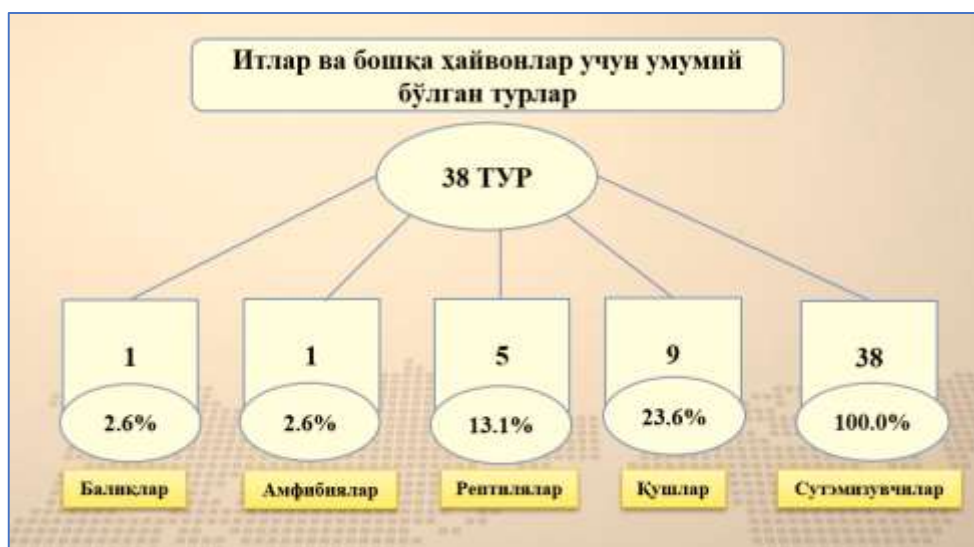 Итлар ва бошқа ҳайвонлар учун умумий
бўлган турлар
38 ТУР
1
1
5
9
38
2.6%
2.6%
13.1%
23.6%
100.0%
Балиқлар
Амфибиялар
Рептилялар
Қушлар
Сутэмизувчилар